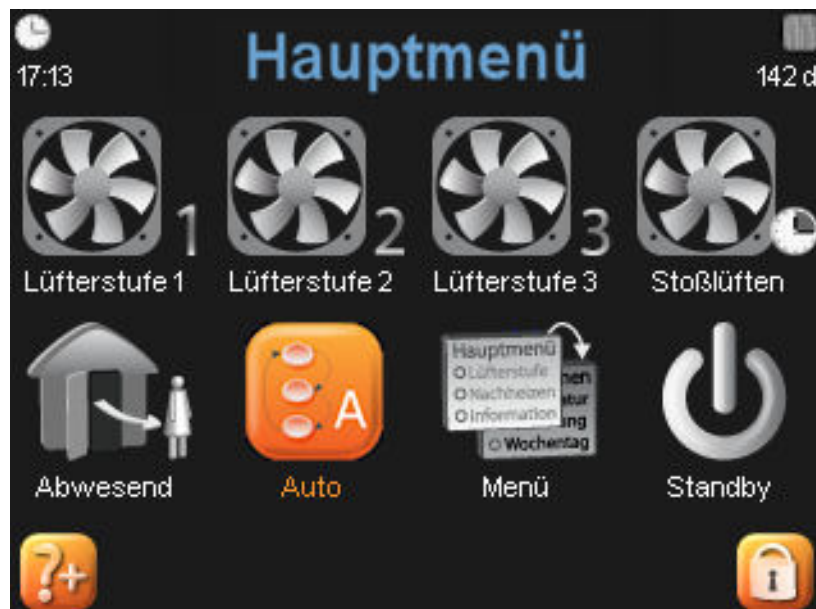 Hauptmenü
17:13
142 d
1
2
3
Lüfterstufe 1
Lüfterstufe 2
Lüfterstufe 3
Stoßlüften
Hauptmenü
Lüfterstufe
Nachheizen
Information
Wochentag
A
Abwesend
Auto
Menü
Standby
?+